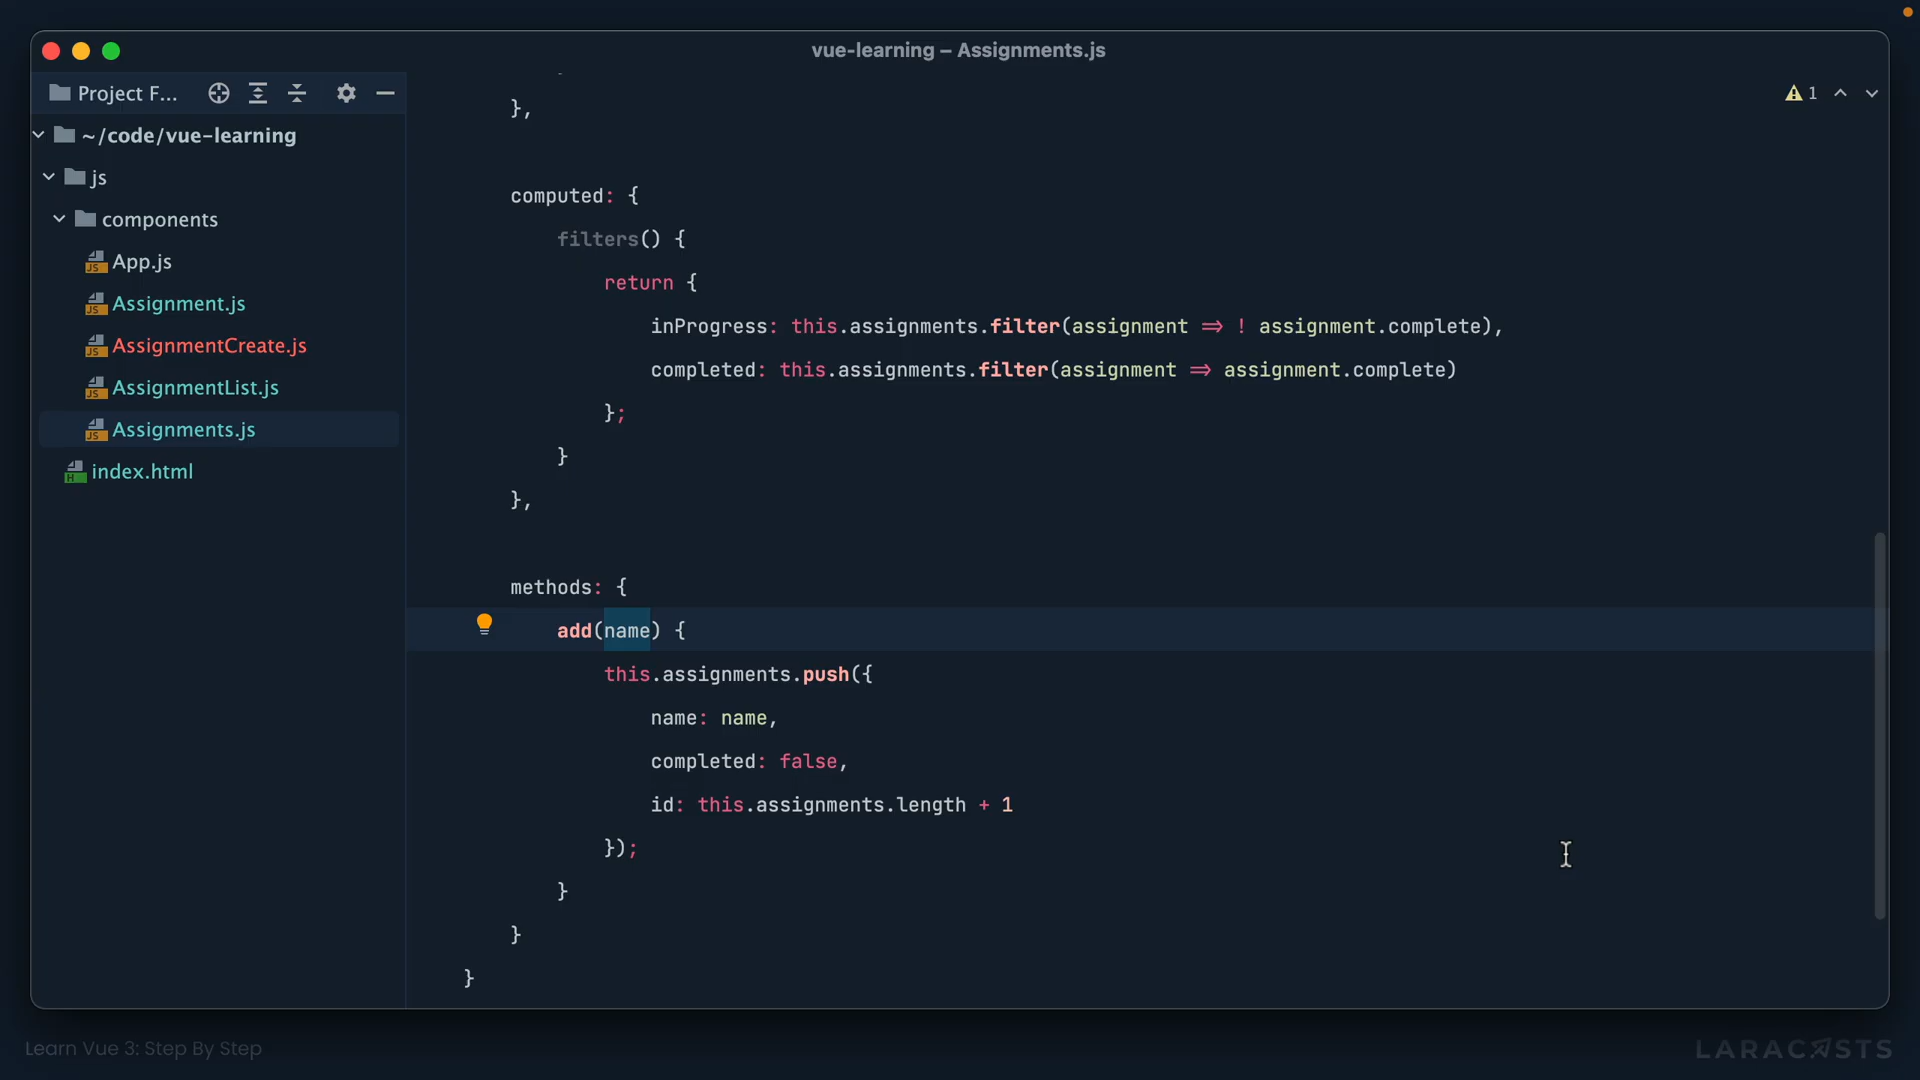 vue-learning – Assignments.js
Project F...
~/code/vue-learning
js
components
App.js
Assignment.js
AssignmentCreate.js
AssignmentList.js
Assignments.js
index.html
1
},
computed: {
filters() {
return {
inProgress: this.assignments.filter(assignment => ! assignment.complete),
completed: this.assignments.filter(assignment => assignment.complete)
};
}
},
methods: {
add(name) {
this.assignments.push({
name: name,
completed: false,
id: this.assignments.length + 1
});
}
}
}
Learn Vue 3: Step By Step
LARACASTS